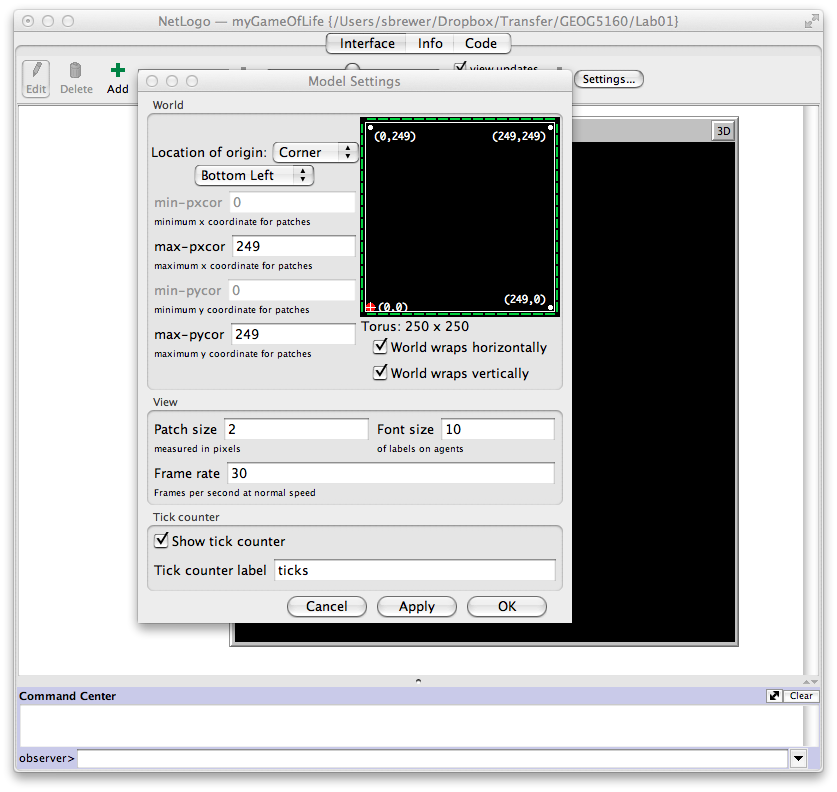 NetLogo — myGameOfLife {/Users/sbrewer/Dropbox/Transfer/GEOG5160/Lab01}
Interface Info Code
Edit Delete Add view updates Settings...
Model Settings
World
3D
(0,249) (249,249)
Location of origin: Corner
Bottom Left
min-pxcor 0
minimum x coordinate for patches
max-pxcor 249
maximum x coordinate for patches
min-pycor 0
minimum y coordinate for patches
(249,0)
(0,0)
Torus: 250 x 250
max-pycor 249
maximum y coordinate for patches
World wraps horizontally
World wraps vertically
View
Patch size 2 Font size 10
measured in pixels of labels on agents
Frame rate 30
Frames per second at normal speed
Tick counter
Show tick counter
Tick counter label ticks
Cancel Apply OK
Command Center Clear
observer>